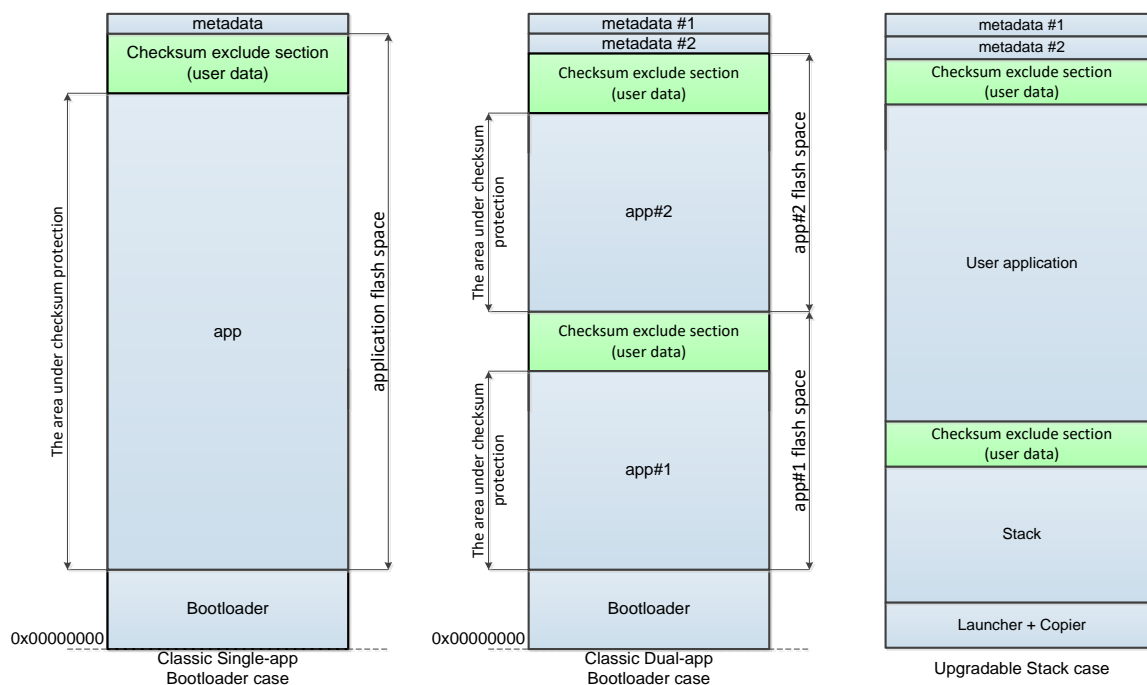 metadata
Checksum exclude section
(user data)
The area under checksum protection
app
application flash space
Bootloader
0x00000000
Classic Single-app
Bootloader case
metadata #1
metadata #2
Checksum exclude section
(user data)
The area under checksum
protection
app#2
app#2 flash space
Checksum exclude section
(user data)
The area under checksum
protection
app#1
app#1 flash space
Bootloader
0x00000000
Classic Dual-app
Bootloader case
metadata #1
metadata #2
Checksum exclude section
(user data)
User application
Checksum exclude section
(user data)
Stack
Launcher + Copier
Upgradable Stack case